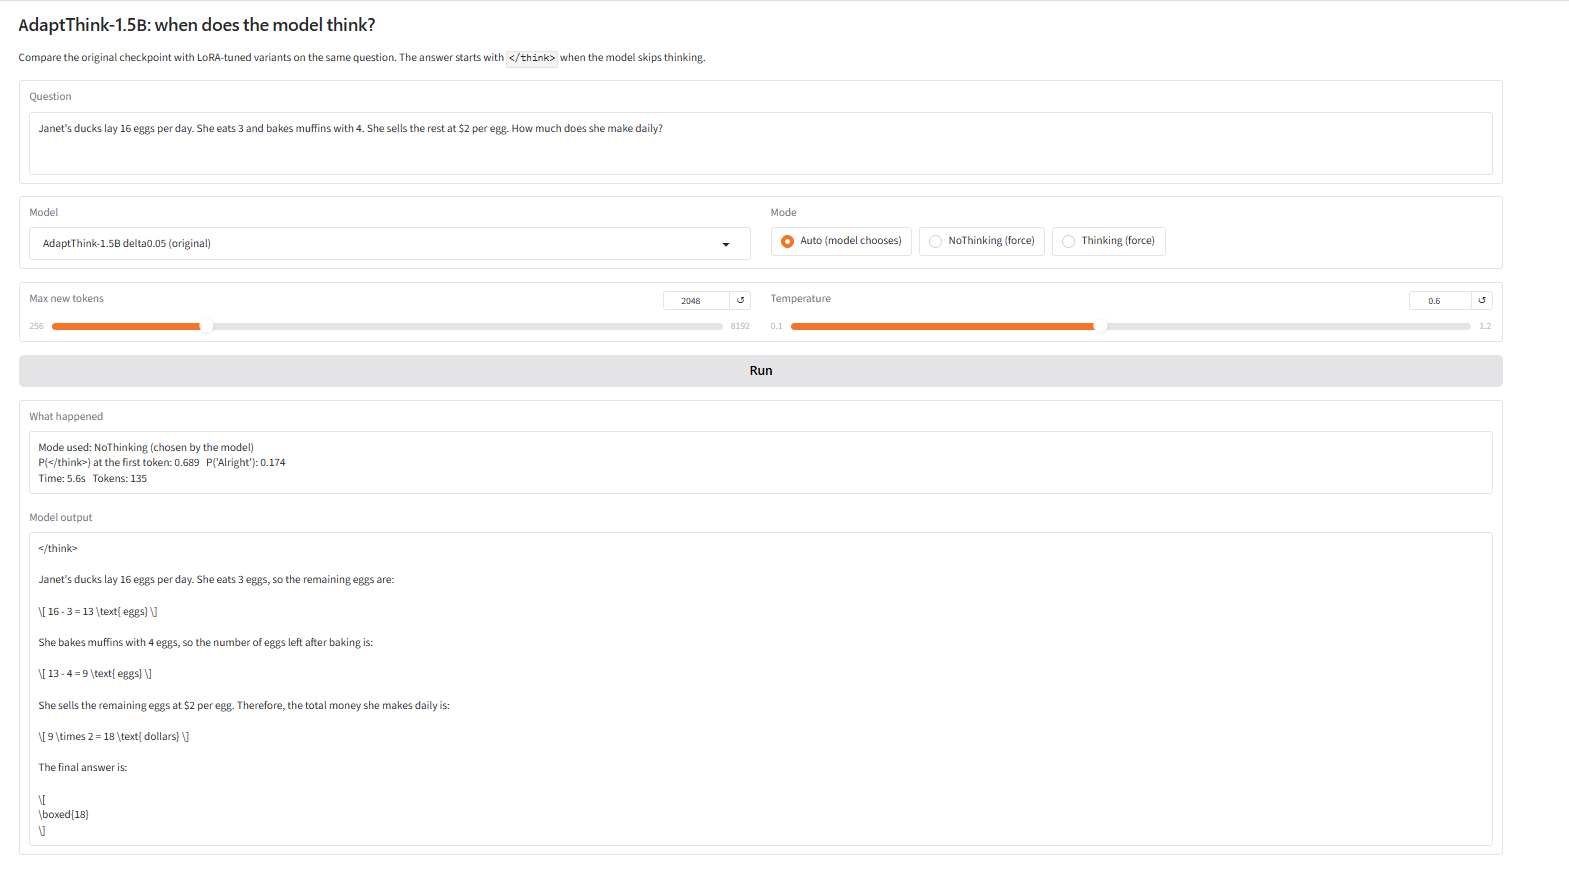 AdaptThink-1.5B: when does the model think?
Compare the original checkpoint with LoRA-tuned variants on the same question. The answer starts with </think> when the model skips thinking.
Question
Janet's ducks lay 16 eggs per day. She eats 3 and bakes muffins with 4. She sells the rest at $2 per egg. How much does she make daily?
Model
AdaptThink-1.5B delta0.05 (original)
Mode
Auto (model chooses)
NoThinking (force)
Thinking (force)
Max new tokens
2048
↺
256
8192
Temperature
0.6
↺
0.1
1.2
Run
What happened
Mode used: NoThinking (chosen by the model)
P(</think>) at the first token: 0.689   P('Alright'): 0.174
Time: 5.6s   Tokens: 135
Model output
</think>
Janet's ducks lay 16 eggs per day. She eats 3 eggs, so the remaining eggs are:
\[ 16 - 3 = 13 \text{ eggs} \]
She bakes muffins with 4 eggs, so the number of eggs left after baking is:
\[ 13 - 4 = 9 \text{ eggs} \]
She sells the remaining eggs at $2 per egg. Therefore, the total money she makes daily is:
\[ 9 \times 2 = 18 \text{ dollars} \]
The final answer is:
\[
\boxed{18}
\]